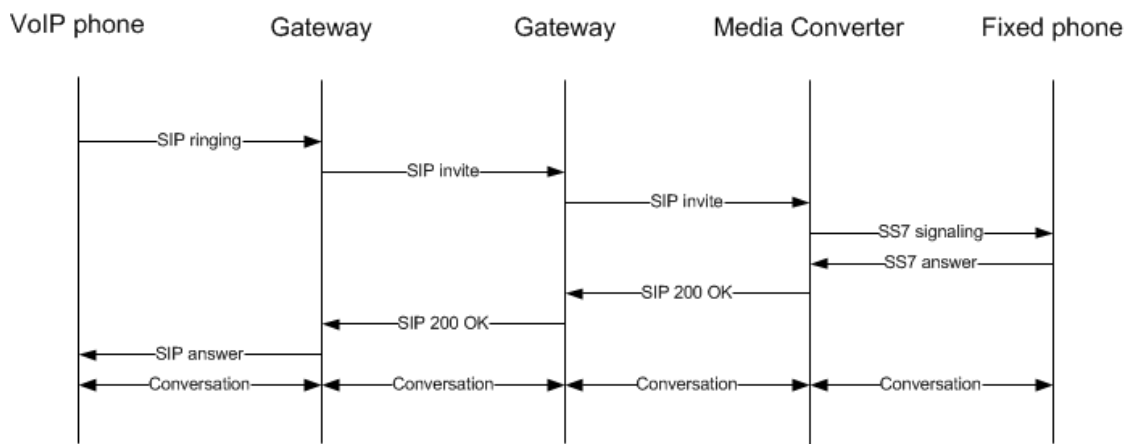 VoIP phone
Gateway
Gateway
Media Converter
Fixed phone
SIP ringing
SIP invite
SIP invite
SS7 signaling
SS7 answer
SIP 200 OK
SIP 200 OK
SIP answer
Conversation
Conversation
Conversation
Conversation